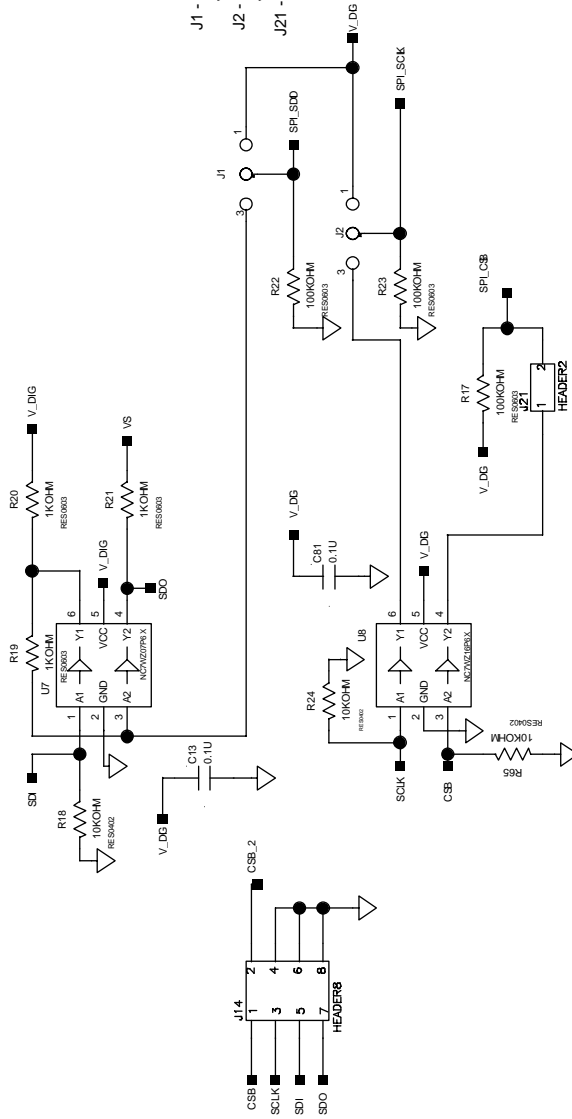 J1 -
J2 -
J21 -
V_DG
1
J1
3
SPI_SDO
R22
100KOHM
RES0603
1
J2
3
SPI_SCLK
R23
100KOHM
RES0603
SPI_CSB
R17
100KOHM
RES0603
V_DG
J21
1
2
HEADER2
V_DIG
R20
1KOHM
RES0603
VS
R21
1KOHM
RES0603
R19
1KOHM
RES0603
U7
SDI
R18
10KOHM
RES0402
1
A1
Y1
6
2
GND
VCC
5
V_DIG
3
A2
Y2
4
SDO
NC7WZ07P6X
V_DG
C13
0.1U
V_DG
C81
0.1U
U8
R24
10KOHM
RES0402
SCLK
1
A1
Y1
6
2
GND
VCC
5
V_DG
CSB
3
A2
Y2
4
NC7WZ16P6X
R65
10KOHM
RES0402
J14
CSB
1
2
CSB_2
SCLK
3
4
SDI
5
6
SDO
7
8
HEADER8